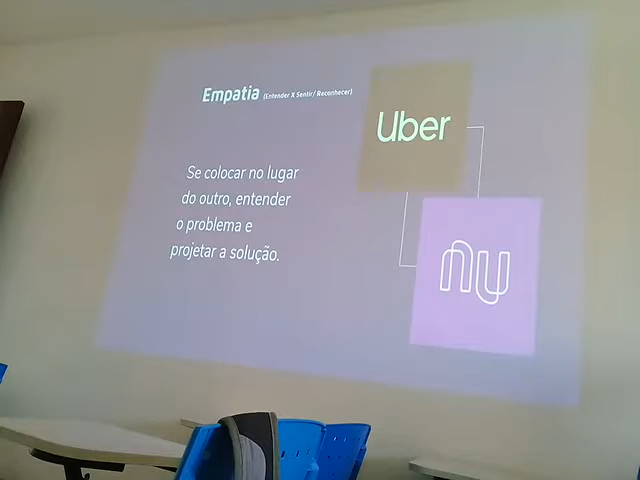 Empatia (Entender X Sentir/Reconhecer)
Se colocar no lugar
do outro, entender
o problema e
projetar a solução.
Uber
nu